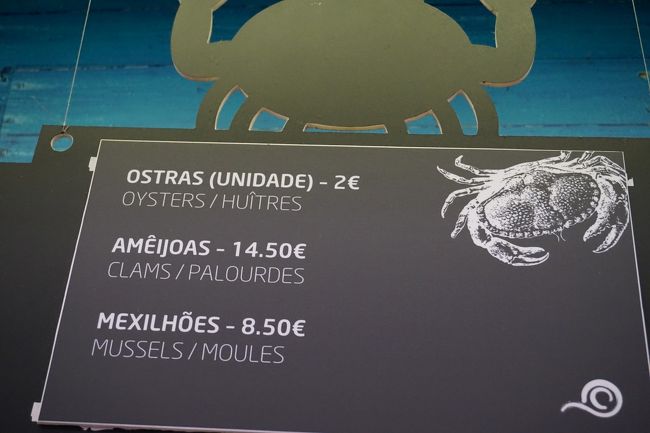 OSTRAS (UNIDADE) – 2€
OYSTERS / HUÎTRES
AMÊIJOAS – 14.50€
CLAMS / PALOURDES
MEXILHÕES – 8.50€
MUSSELS / MOULES